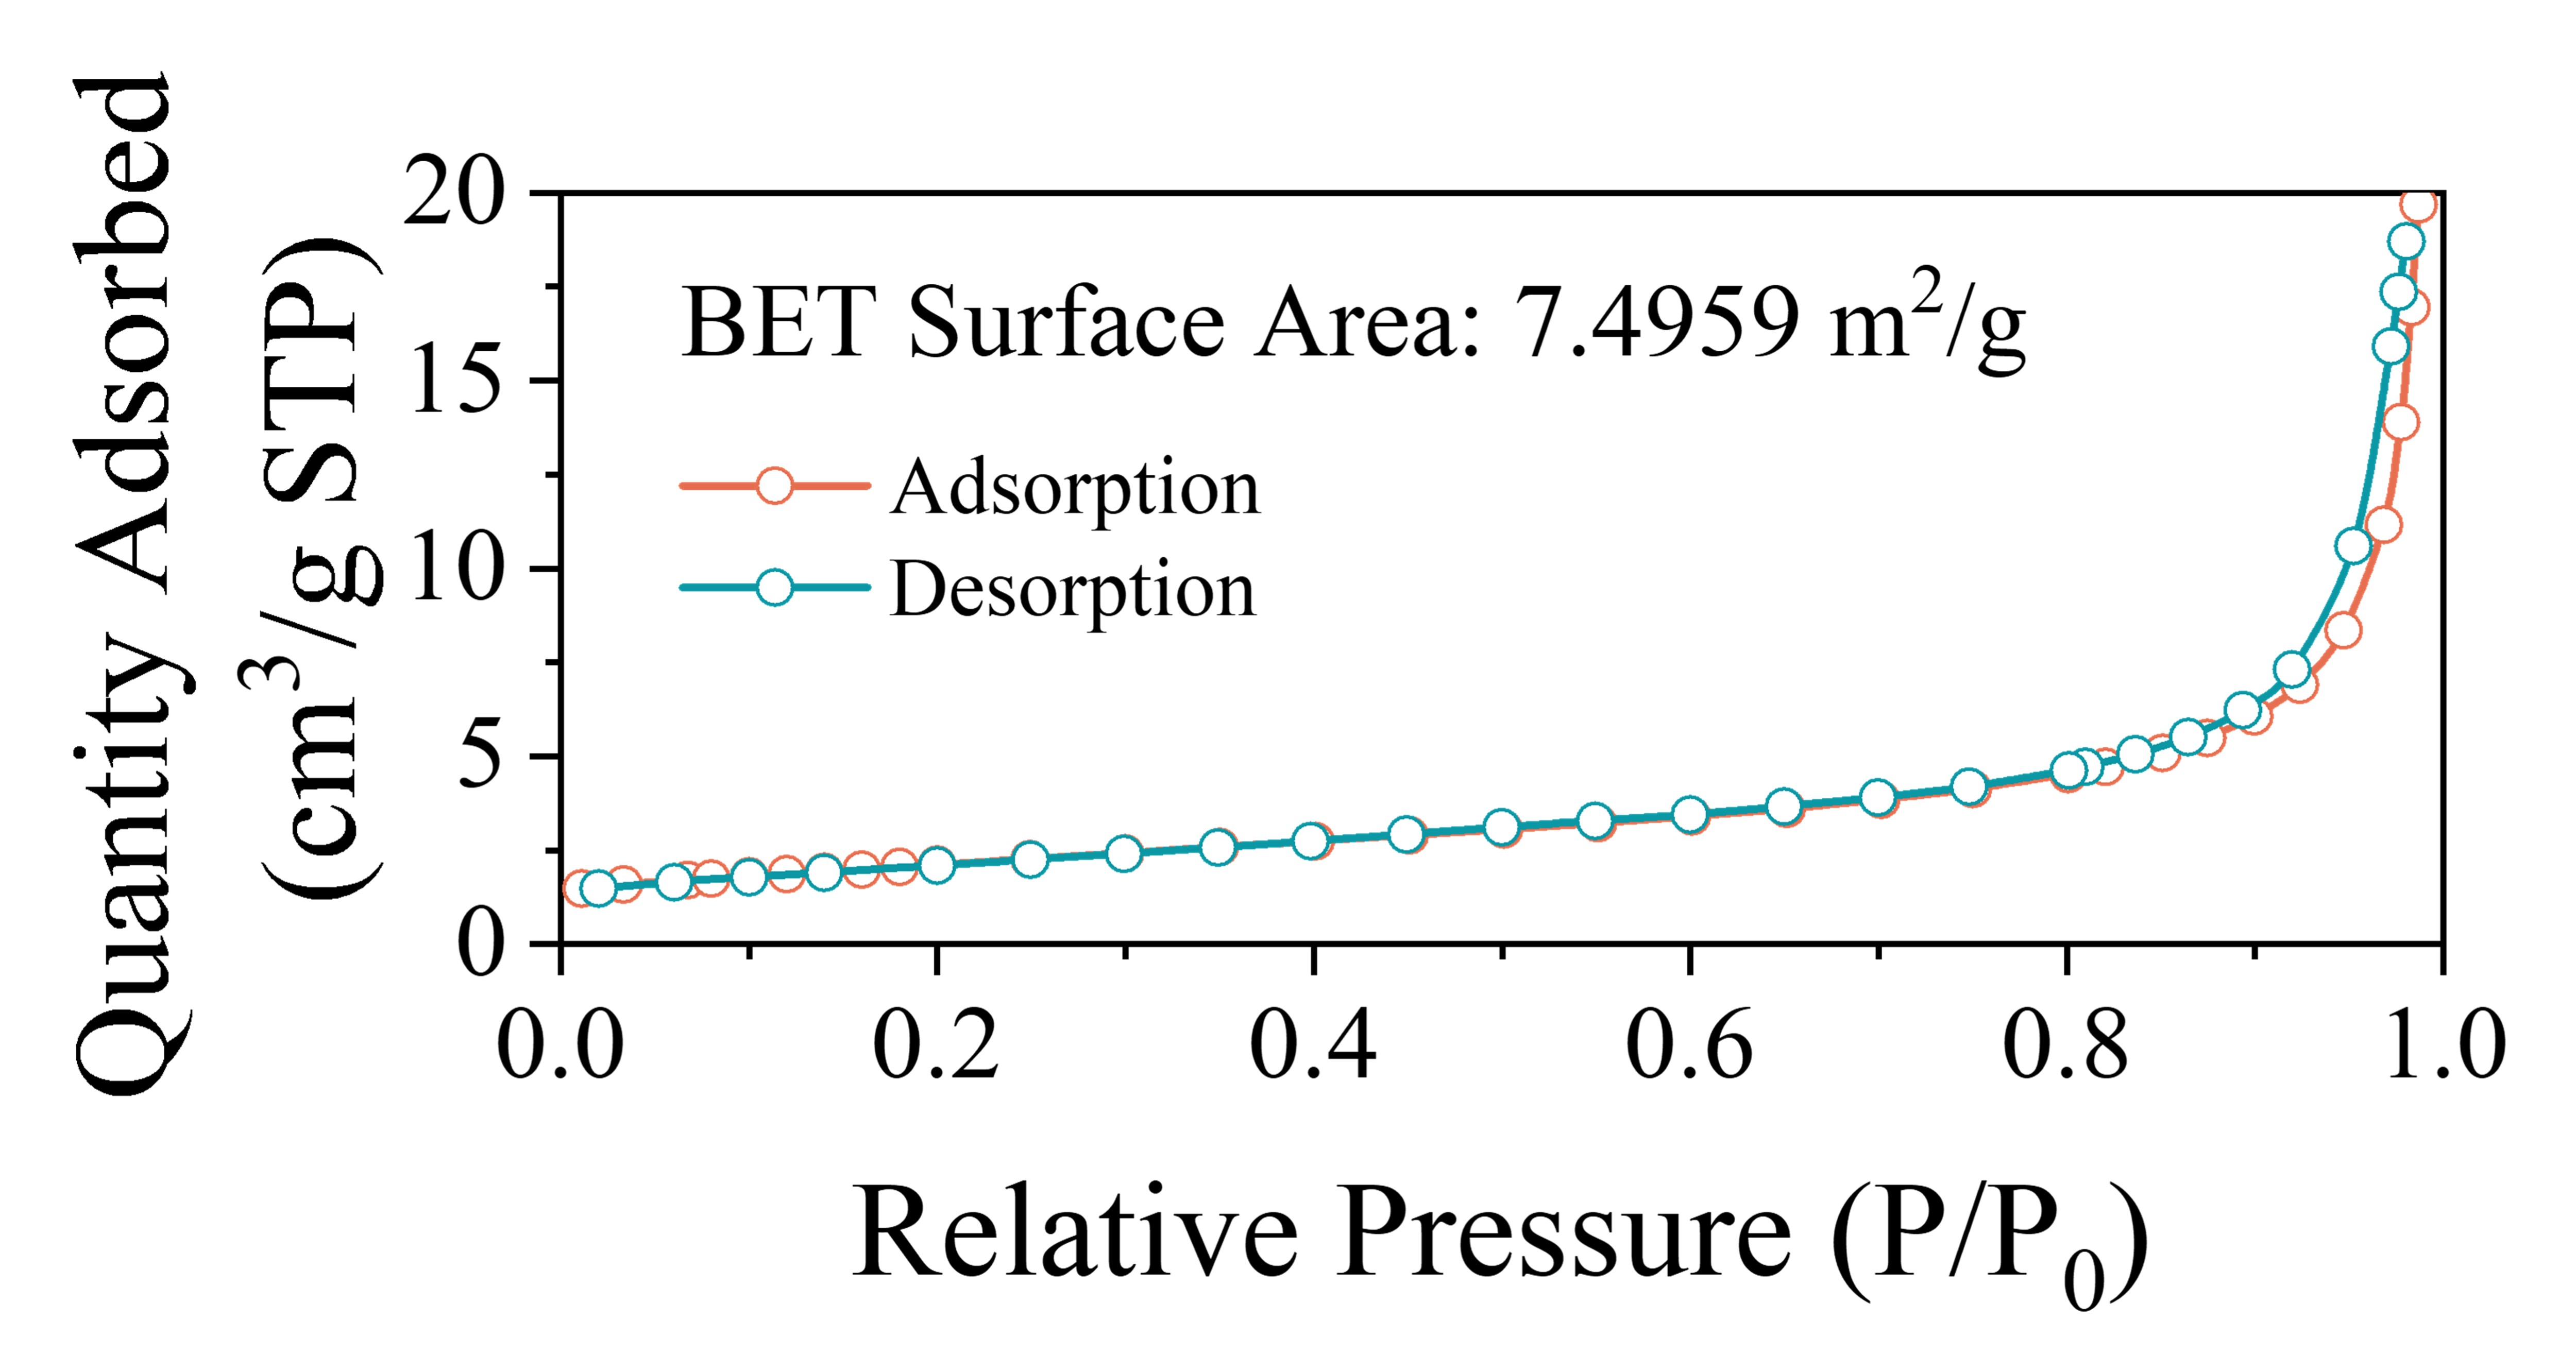 Quantity Adsorbed
(cm³/g STP)
20
15
10
5
0
BET Surface Area: 7.4959 m²/g
Adsorption
Desorption
0.0 0.2 0.4 0.6 0.8 1.0
Relative Pressure (P/P₀)